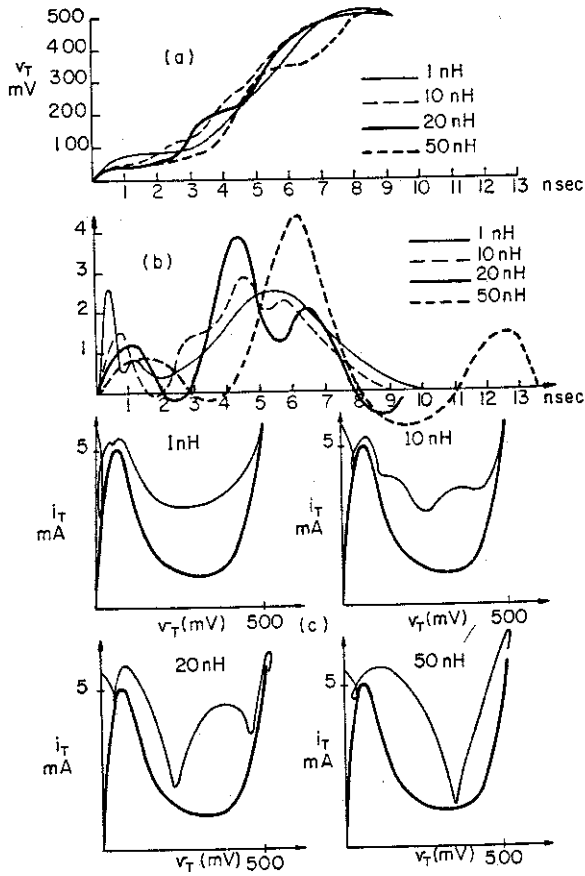 500
400
v_T
mV
(a)
200
100
1 nH
10 nH
20 nH
50 nH
1 2 3 4 5 6 7 8 9 10 11 12 13 nsec
4
3
2
1
(b)
1 nH
10 nH
20 nH
50 nH
1 2 3 4 5 6 7 8 9 10 11 12 13 nsec
1nH
5
i_T
mA
v_T(mV) 500
10 nH
5
i_T
mA
v_T(mV) 500
(c)
20 nH
5
i_T
mA
v_T(mV) 500
50 nH
5
i_T
mA
v_T(mV) 500